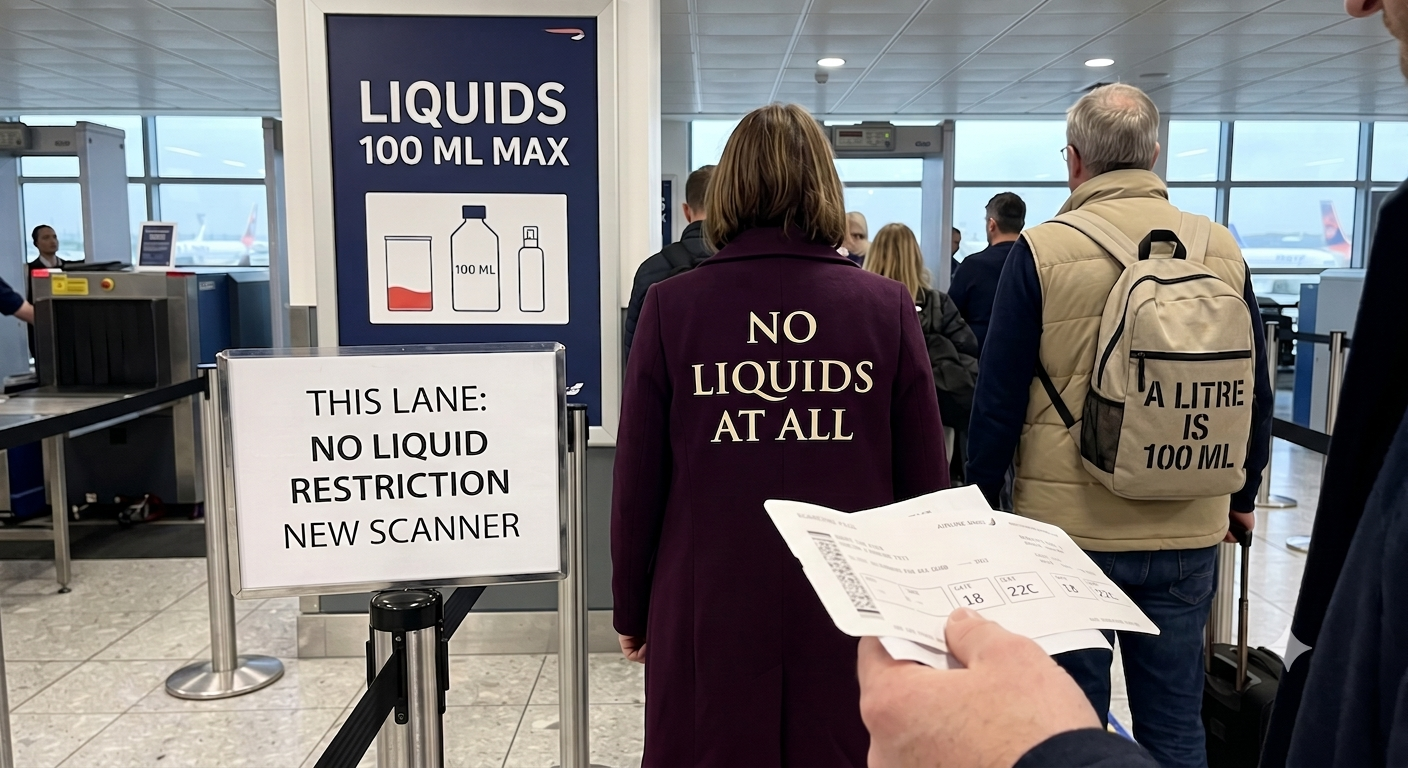 LIQUIDS
100 ML MAX
100 ML
THIS LANE:
NO LIQUID
RESTRICTION
NEW SCANNER
NO
LIQUIDS
AT ALL
A LITRE
IS
100 ML
GATE
18
22C
18
22C